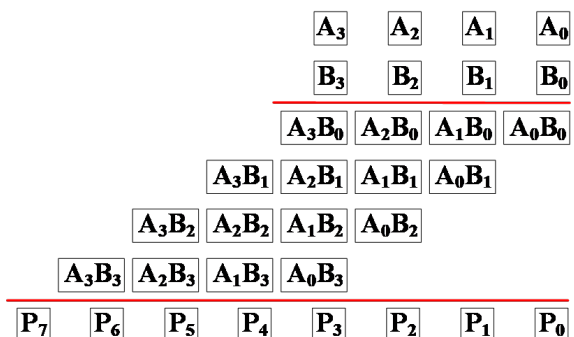 A₃ A₂ A₁ A₀
B₃ B₂ B₁ B₀
A₃B₀ A₂B₀ A₁B₀ A₀B₀
A₃B₁ A₂B₁ A₁B₁ A₀B₁
A₃B₂ A₂B₂ A₁B₂ A₀B₂
A₃B₃ A₂B₃ A₁B₃ A₀B₃
P₇ P₆ P₅ P₄ P₃ P₂ P₁ P₀